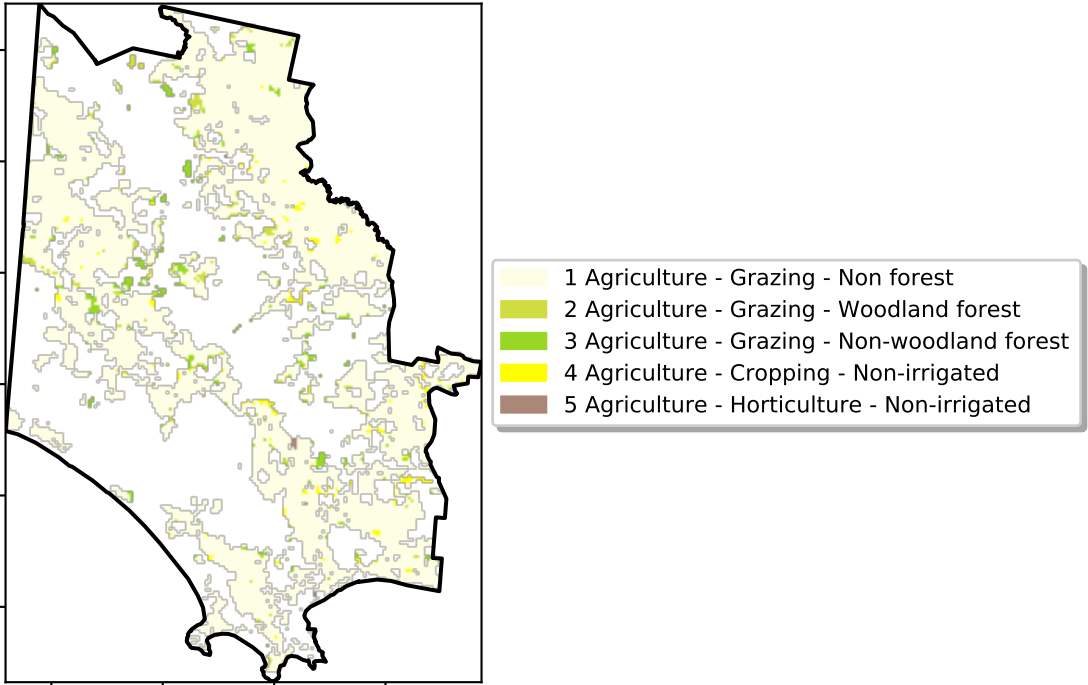 1 Agriculture - Grazing - Non forest
2 Agriculture - Grazing - Woodland forest
3 Agriculture - Grazing - Non-woodland forest
4 Agriculture - Cropping - Non-irrigated
5 Agriculture - Horticulture - Non-irrigated